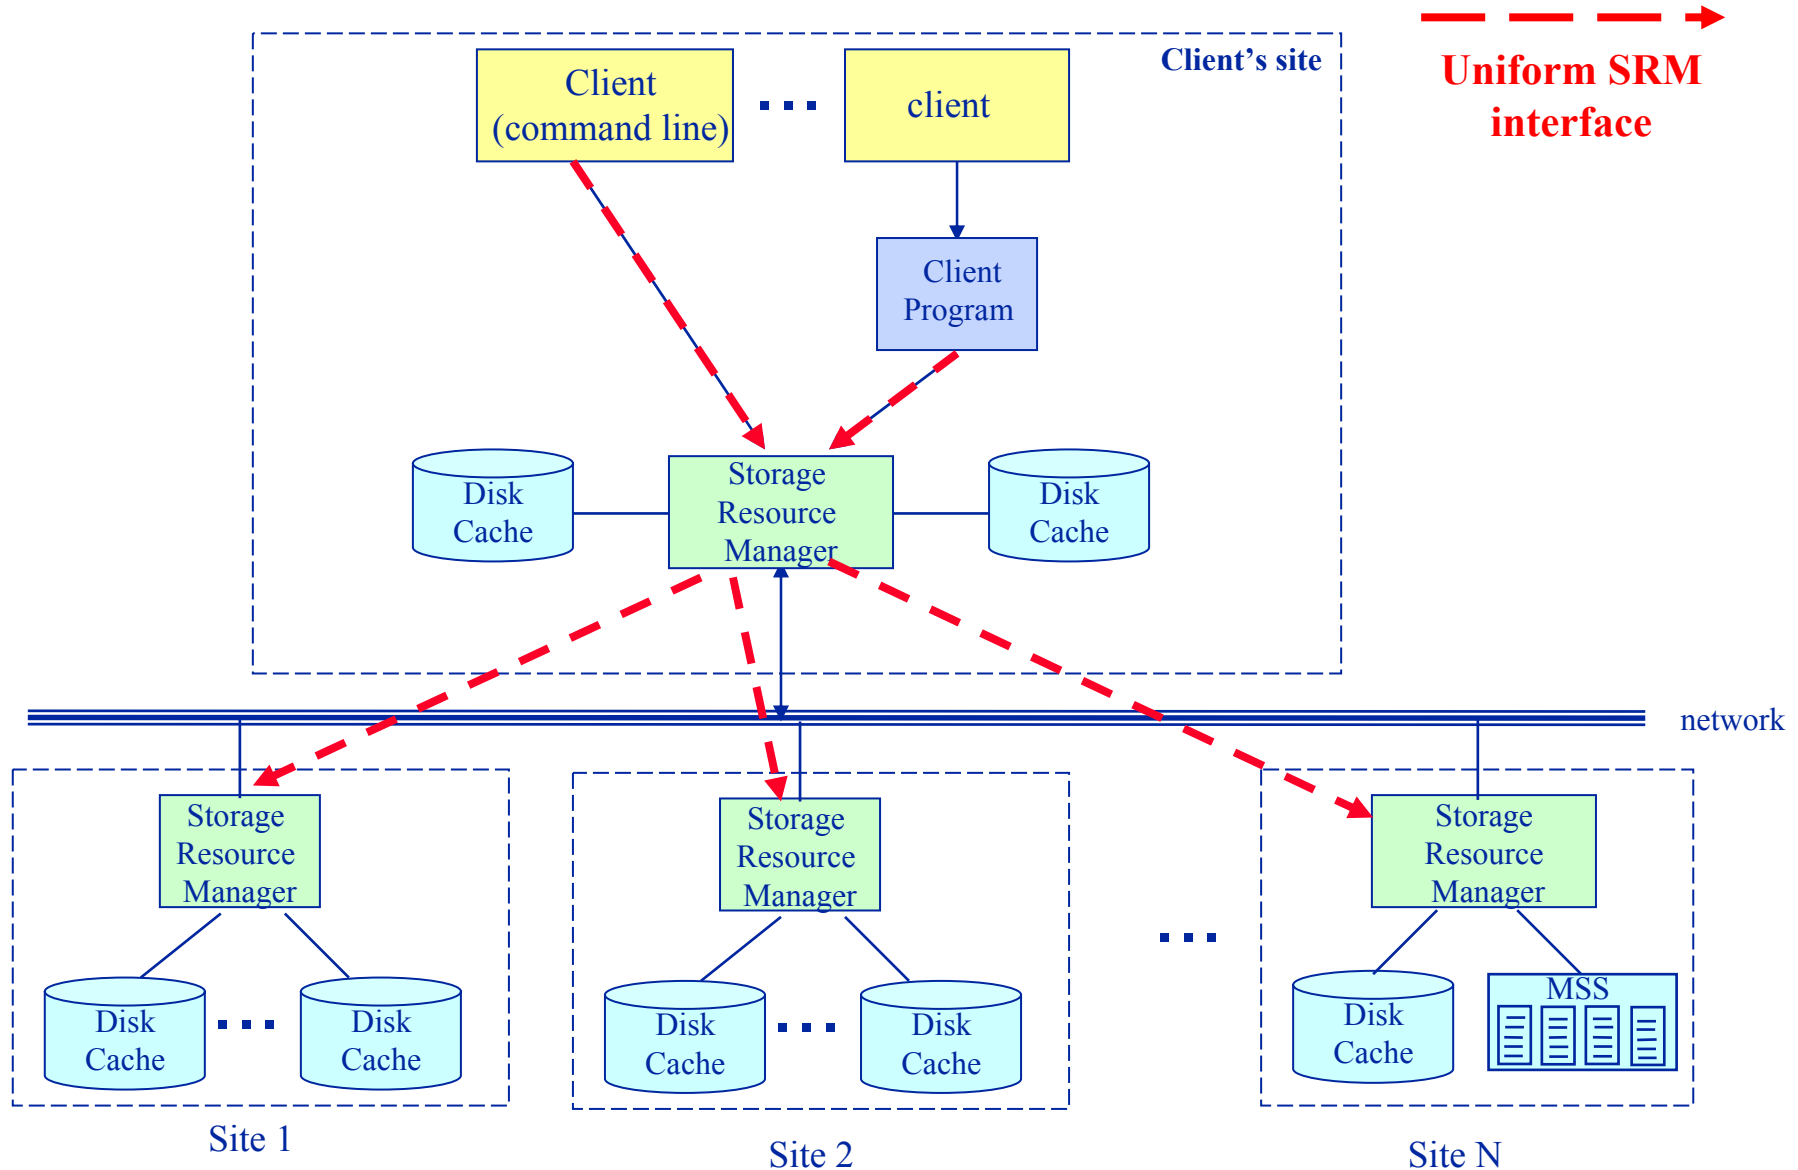 Client's site
Uniform SRM
interface
Client
(command line)
client
Client
Program
Disk
Cache
Storage
Resource
Manager
Disk
Cache
network
Storage
Resource
Manager
Disk
Cache
Disk
Cache
Site 1
Storage
Resource
Manager
Disk
Cache
Disk
Cache
Site 2
Storage
Resource
Manager
Disk
Cache
MSS
Site N